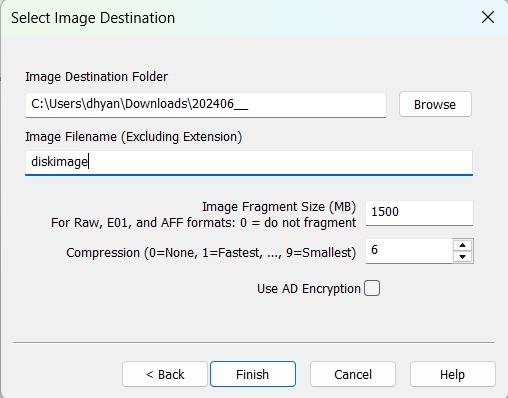 Select Image Destination
Image Destination Folder
C:\Users\dhyan\Downloads\202406__
Browse
Image Filename (Excluding Extension)
diskimage
Image Fragment Size (MB)
For Raw, E01, and AFF formats: 0 = do not fragment
1500
Compression (0=None, 1=Fastest, ..., 9=Smallest)
6
Use AD Encryption
< Back
Finish
Cancel
Help